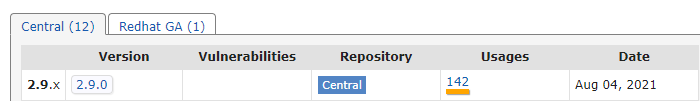 Central (12) Redhat GA (1)
Version Vulnerabilities Repository Usages Date
2.9.x 2.9.0 Central 142 Aug 04, 2021